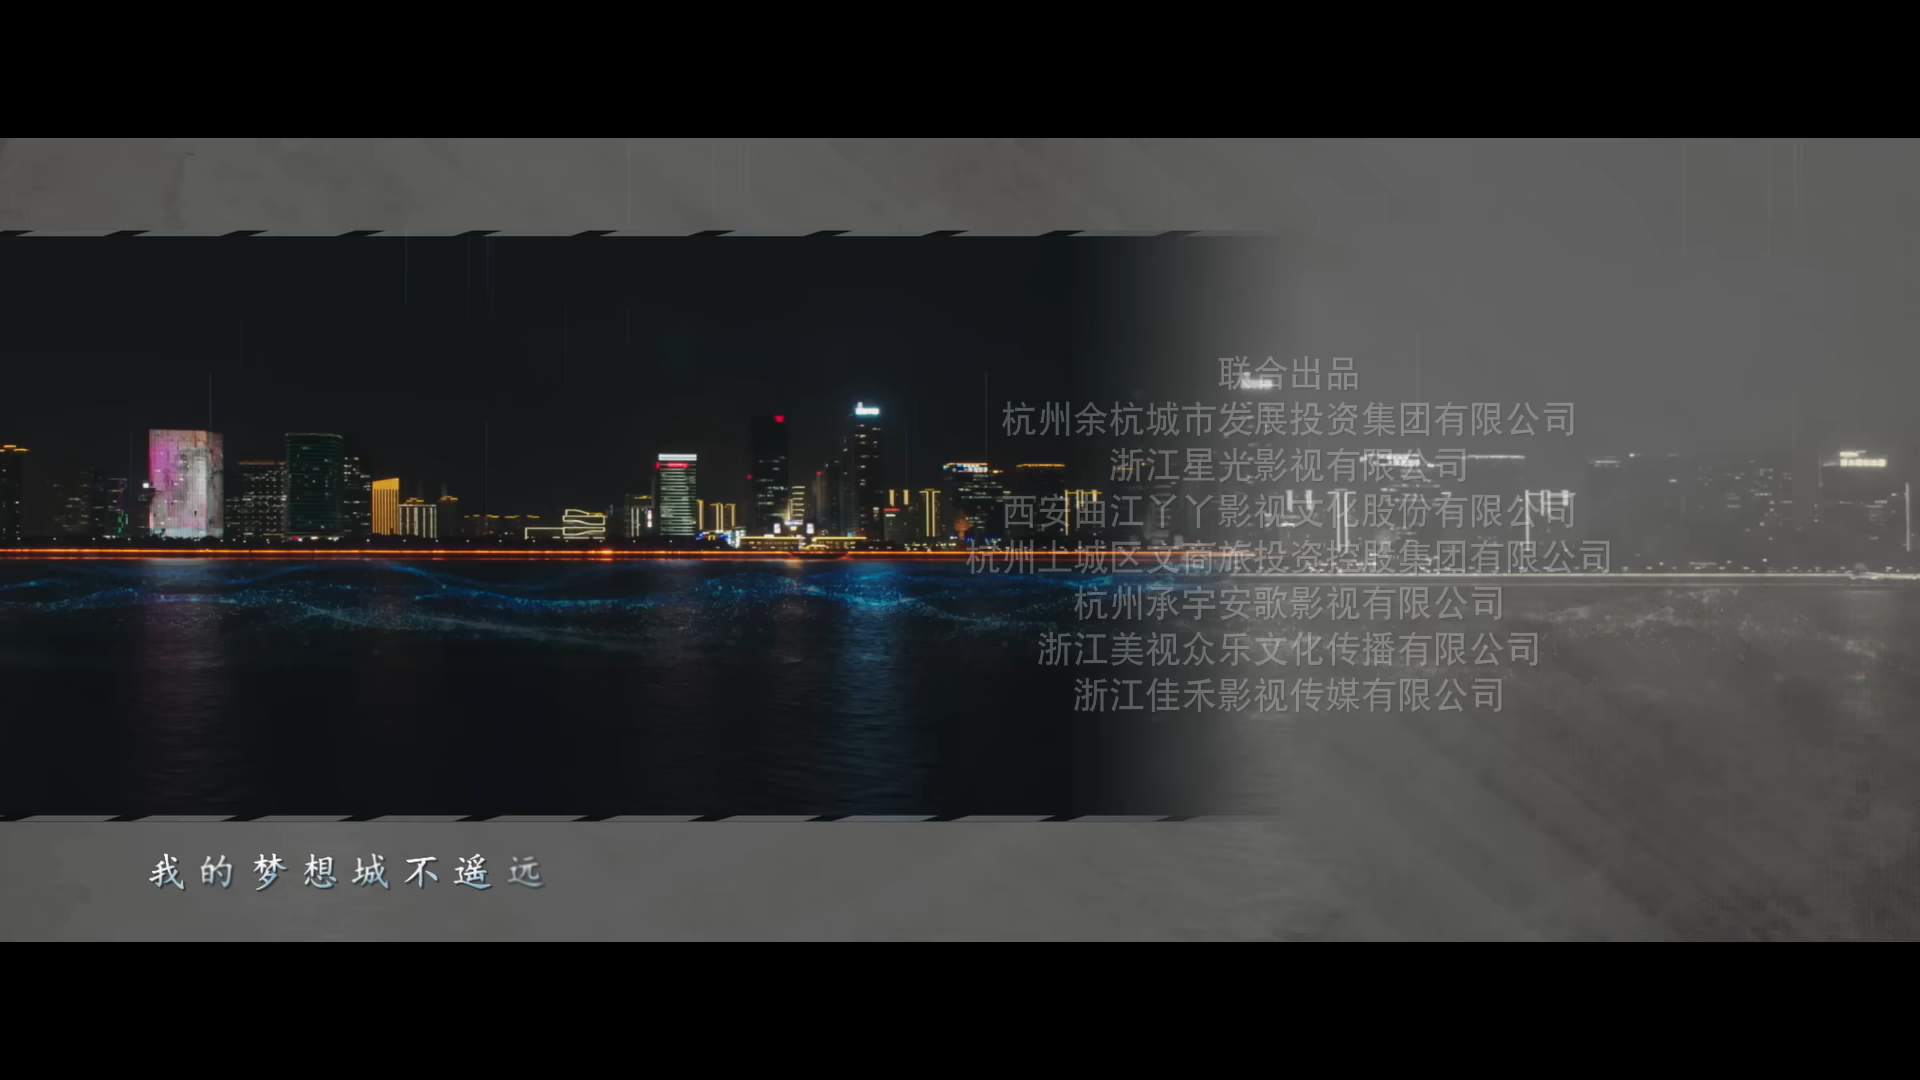 联合出品
杭州余杭城市发展投资集团有限公司
浙江星光影视有限公司
西安曲江丫丫影视文化股份有限公司
杭州上城区文商旅投资控股集团有限公司
杭州承宇安歌影视有限公司
浙江美视众乐文化传播有限公司
浙江佳禾影视传媒有限公司
我的梦想城不遥远